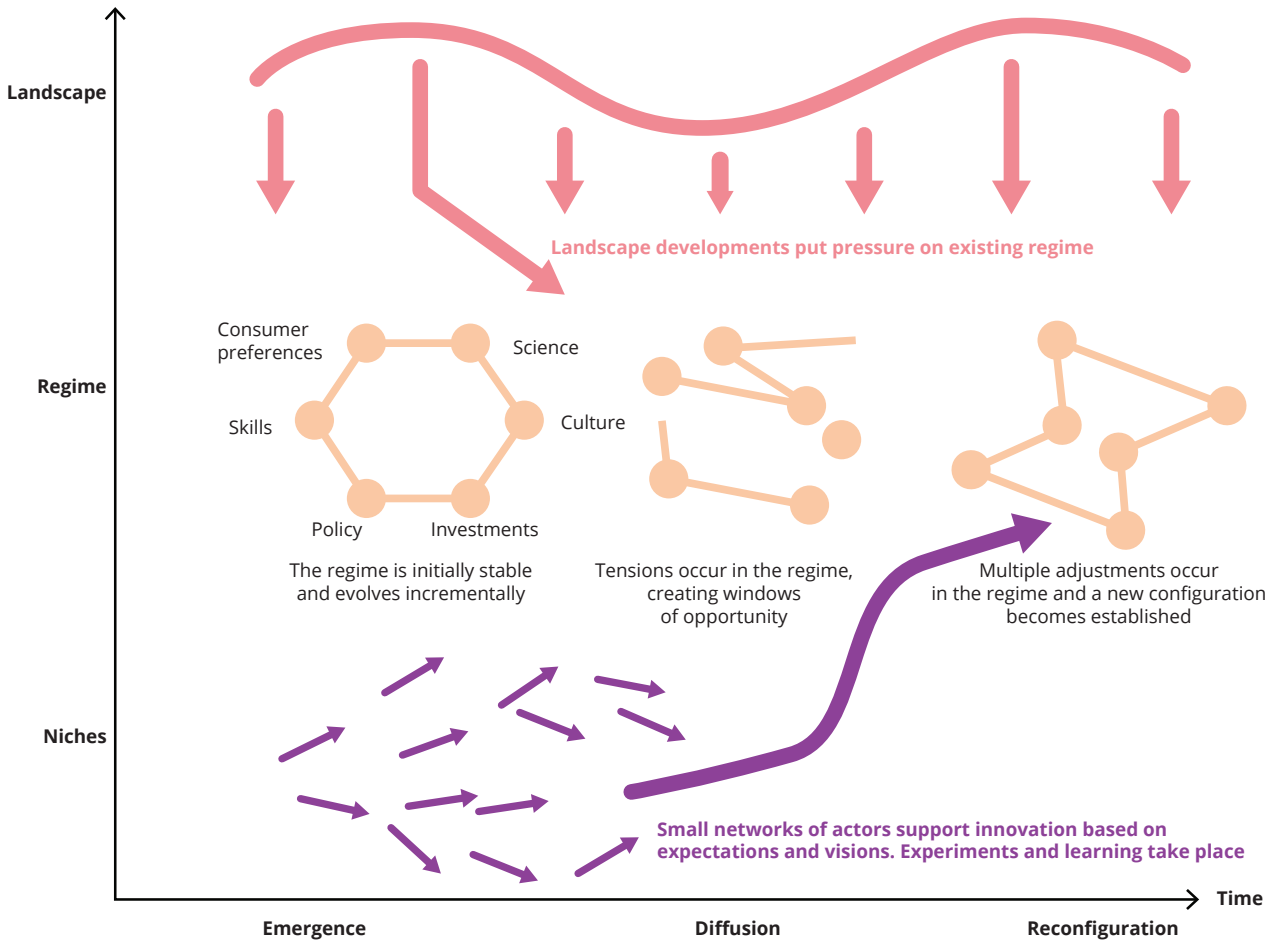 Landscape
Landscape developments put pressure on existing regime
Regime
Consumer
preferences
Science
Skills
Culture
Policy
Investments
The regime is initially stable
and evolves incrementally
Tensions occur in the regime,
creating windows
of opportunity
Multiple adjustments occur
in the regime and a new configuration
becomes established
Niches
Small networks of actors support innovation based on
expectations and visions. Experiments and learning take place
Time
Emergence
Diffusion
Reconfiguration